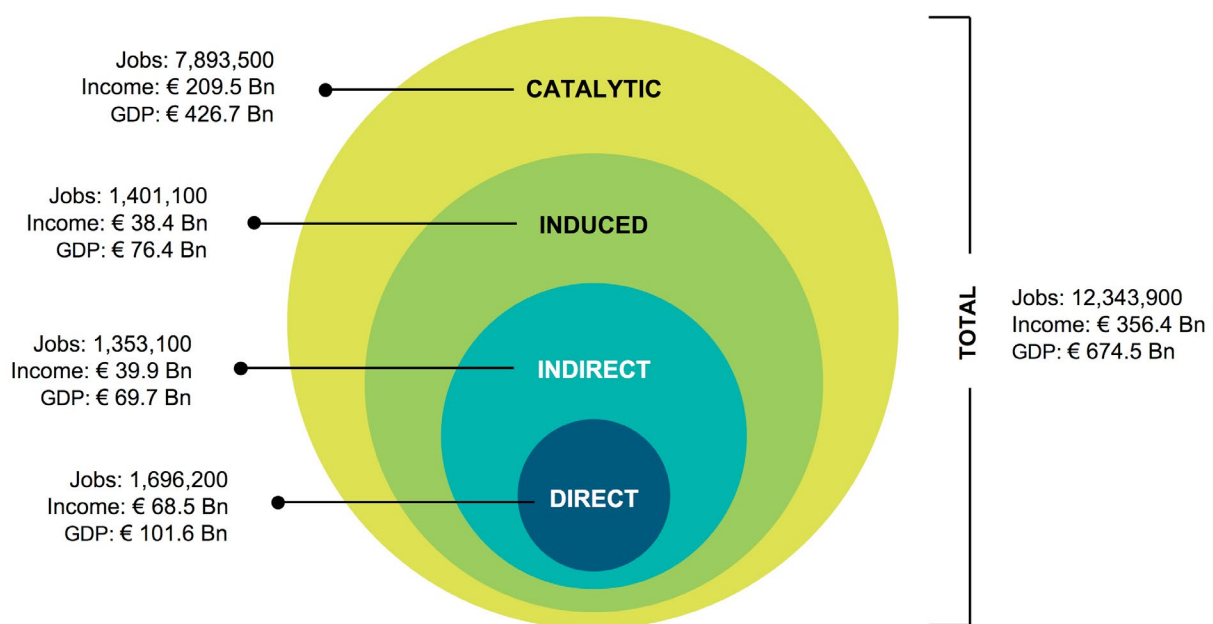 Jobs: 7,893,500
Income: € 209.5 Bn
GDP: € 426.7 Bn
CATALYTIC
Jobs: 1,401,100
Income: € 38.4 Bn
GDP: € 76.4 Bn
INDUCED
Jobs: 1,353,100
Income: € 39.9 Bn
GDP: € 69.7 Bn
INDIRECT
Jobs: 1,696,200
Income: € 68.5 Bn
GDP: € 101.6 Bn
DIRECT
TOTAL
Jobs: 12,343,900
Income: € 356.4 Bn
GDP: € 674.5 Bn